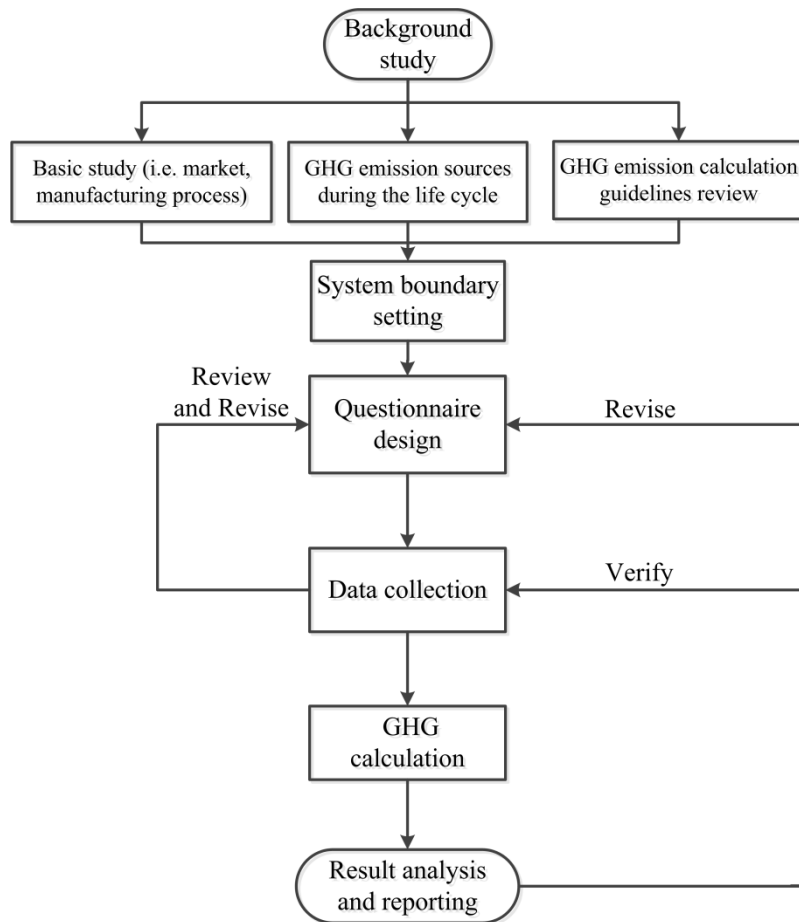 Background
study
Basic study (i.e. market,
manufacturing process)
GHG emission sources
during the life cycle
GHG emission calculation
guidelines review
System boundary
setting
Review
and Revise
Questionnaire
design
Revise
Data collection
Verify
GHG
calculation
Result analysis
and reporting